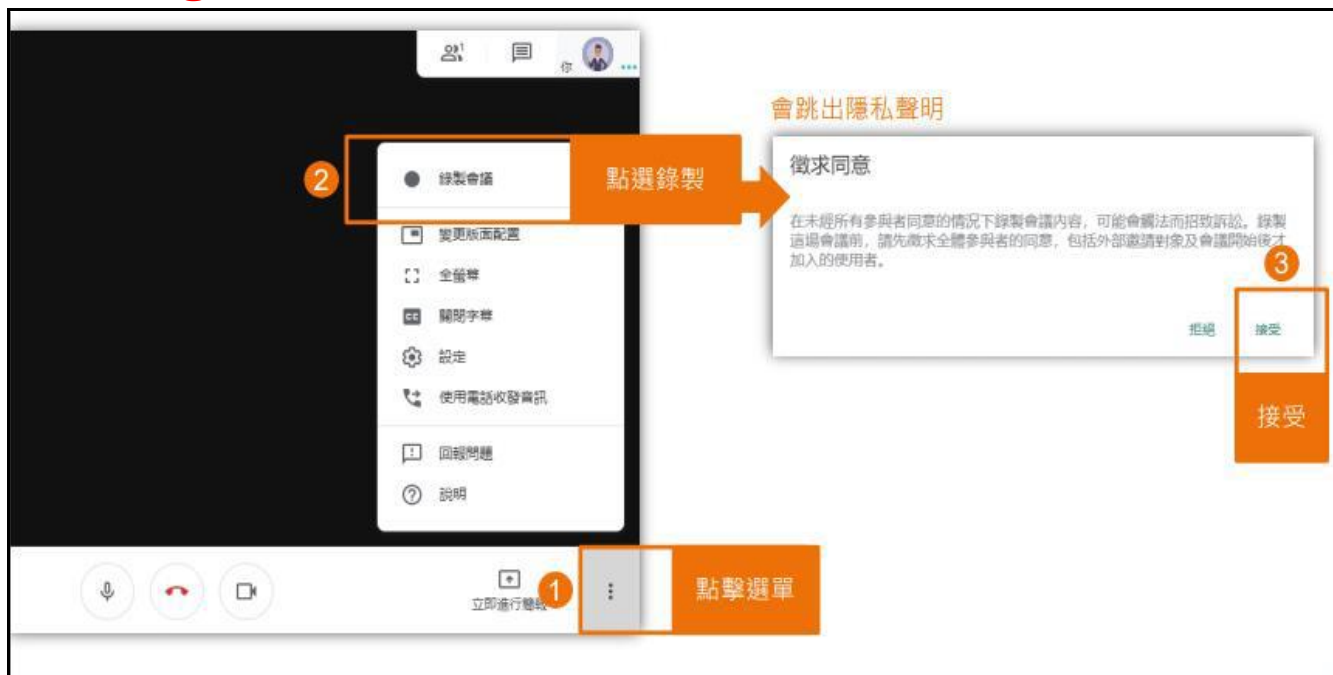 1
你
會跳出隱私聲明
2
錄製會議
點選錄製
徵求同意
在未經所有參與者同意的情況下錄製會議內容，可能會觸法而招致訴訟。錄製
這場會議前，請先徵求全體參與者的同意，包括外部邀請對象及會議開始後才
加入的使用者。
變更版面配置
全螢幕
CC
關閉字幕
設定
使用電話收發音訊
3
拒絕
接受
接受
回報問題
說明
立即進行簡報
1
點擊選單